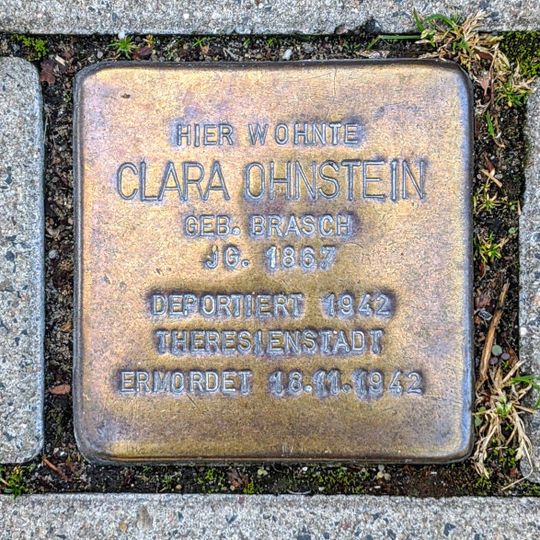 HIER WOHNTE
CLARA OHNSTEIN
GEB. BRASCH
JG. 1867
DEPORTIERT 1942
THERESIENSTADT
ERMORDET 18.11.1942